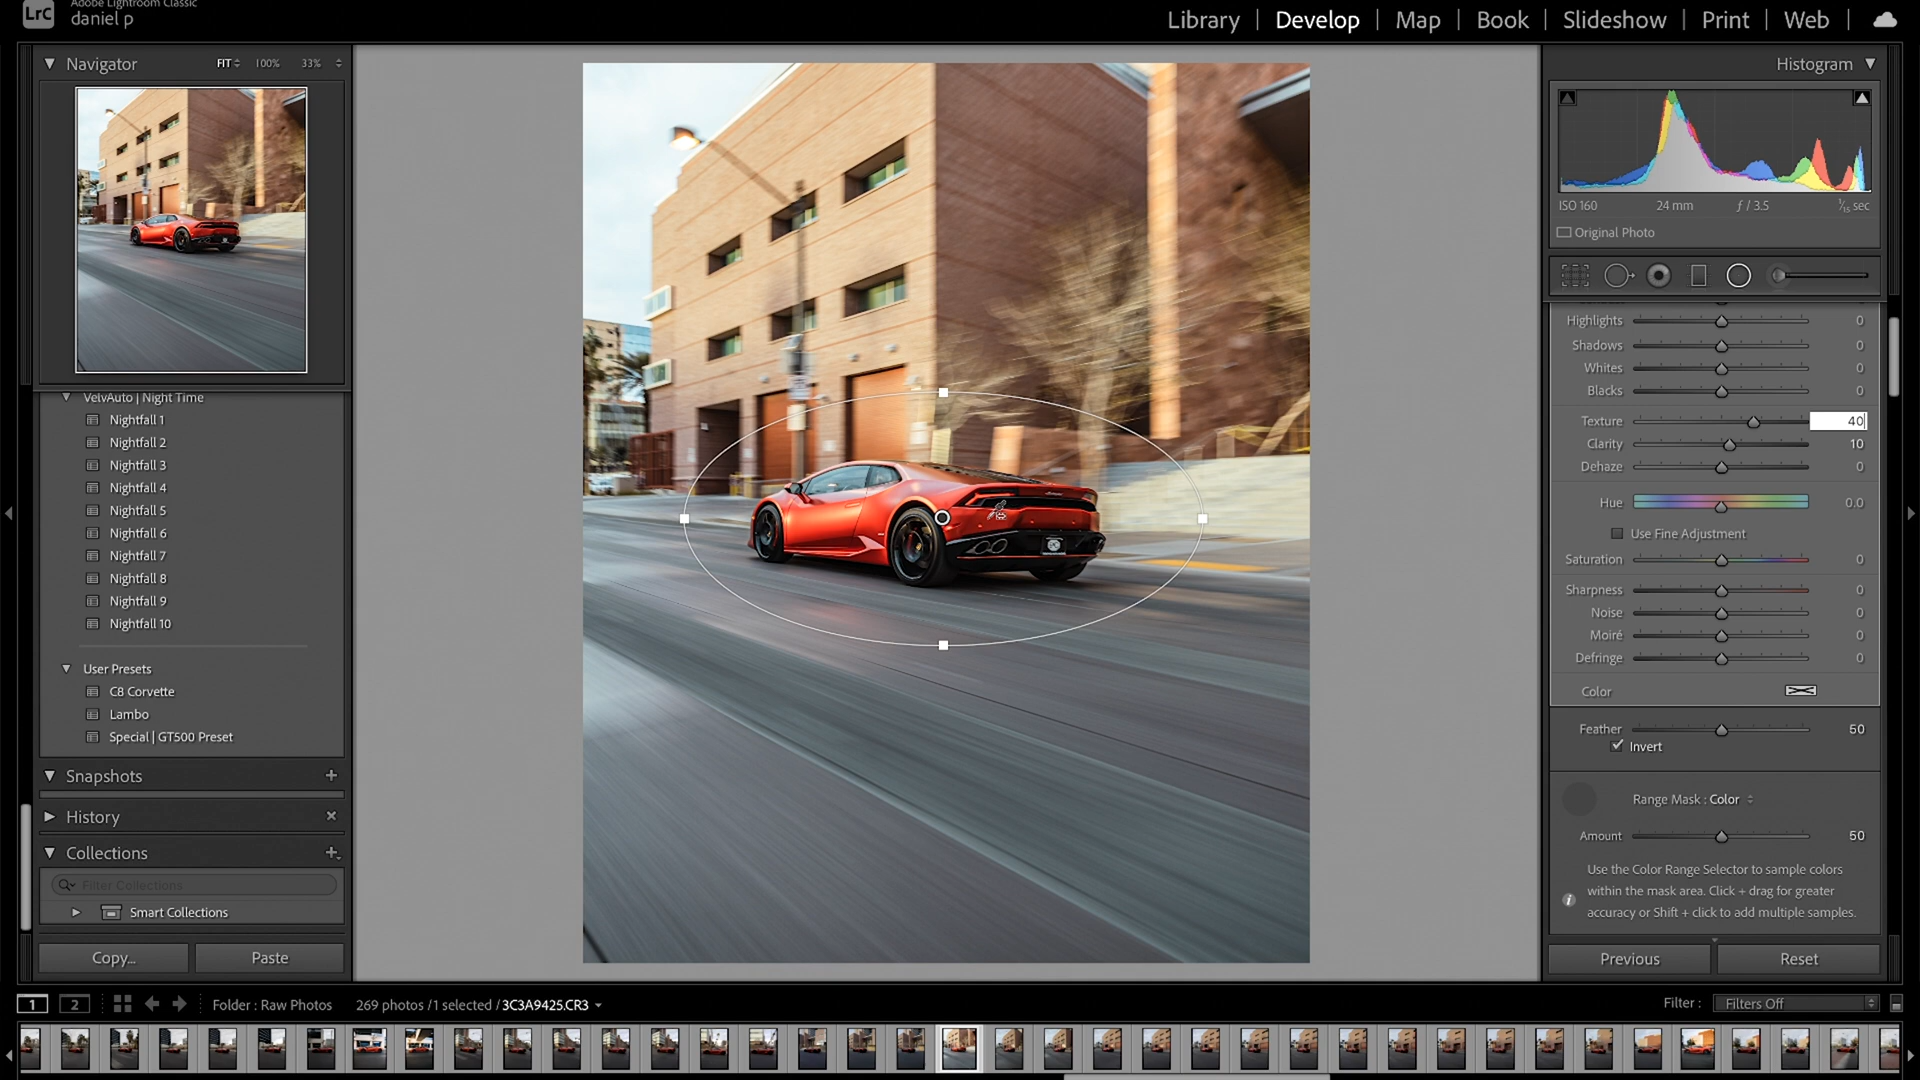 LrC
Adobe Lightroom Classic
daniel p
Library | Develop | Map | Book | Slideshow | Print | Web |
Navigator FIT 100% 33%
VelvAuto | Night Time
Nightfall 1
Nightfall 2
Nightfall 3
Nightfall 4
Nightfall 5
Nightfall 6
Nightfall 7
Nightfall 8
Nightfall 9
Nightfall 10
User Presets
C8 Corvette
Lambo
Special | GT500 Preset
Snapshots
History
Collections
Filter Collections
Smart Collections
Copy... Paste
Histogram
ISO 160 24 mm ƒ / 3.5 1/15 sec
Original Photo
Highlights 0
Shadows 0
Whites 0
Blacks 0
Texture 40
Clarity 10
Dehaze 0
Hue 0.0
Use Fine Adjustment
Saturation 0
Sharpness 0
Noise 0
Moiré 0
Defringe 0
Color
Feather 50
Invert
Range Mask : Color
Amount 50
Use the Color Range Selector to sample colors
within the mask area. Click + drag for greater
accuracy or Shift + click to add multiple samples.
Previous Reset
1 2 Folder : Raw Photos 269 photos / 1 selected / 3C3A9425.CR3 Filter : Filters Off